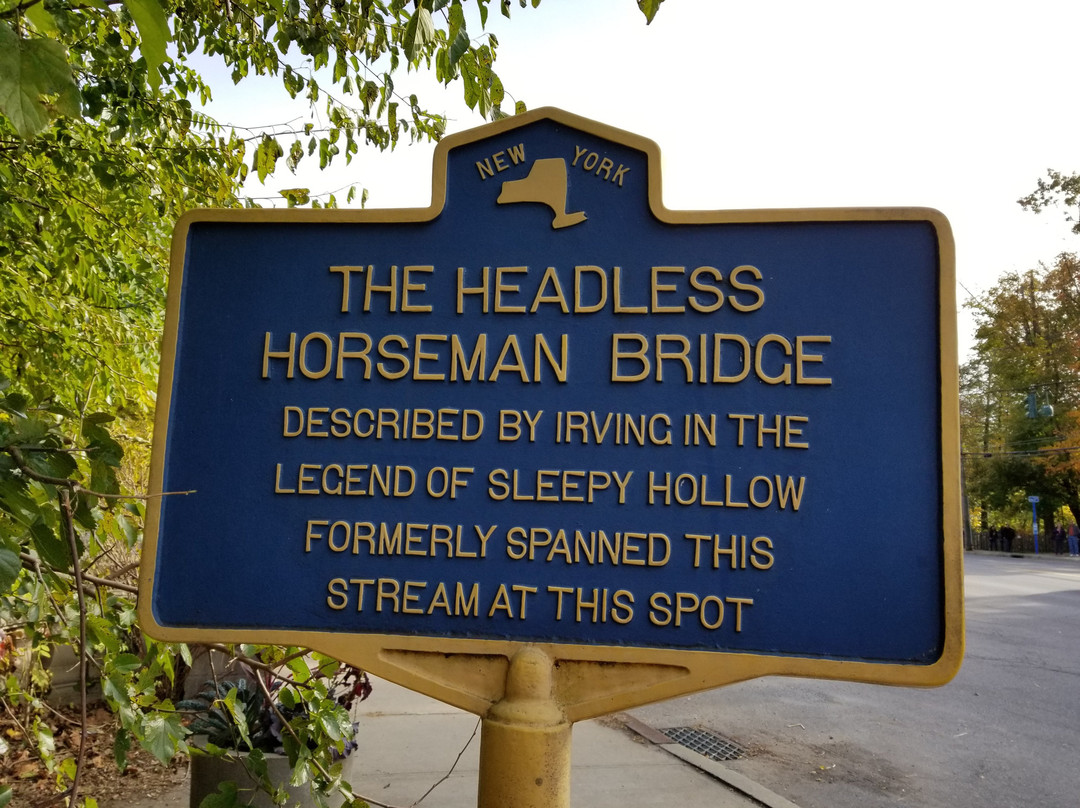 NEW YORK
THE HEADLESS
HORSEMAN BRIDGE
DESCRIBED BY IRVING IN THE
LEGEND OF SLEEPY HOLLOW
FORMERLY SPANNED THIS
STREAM AT THIS SPOT